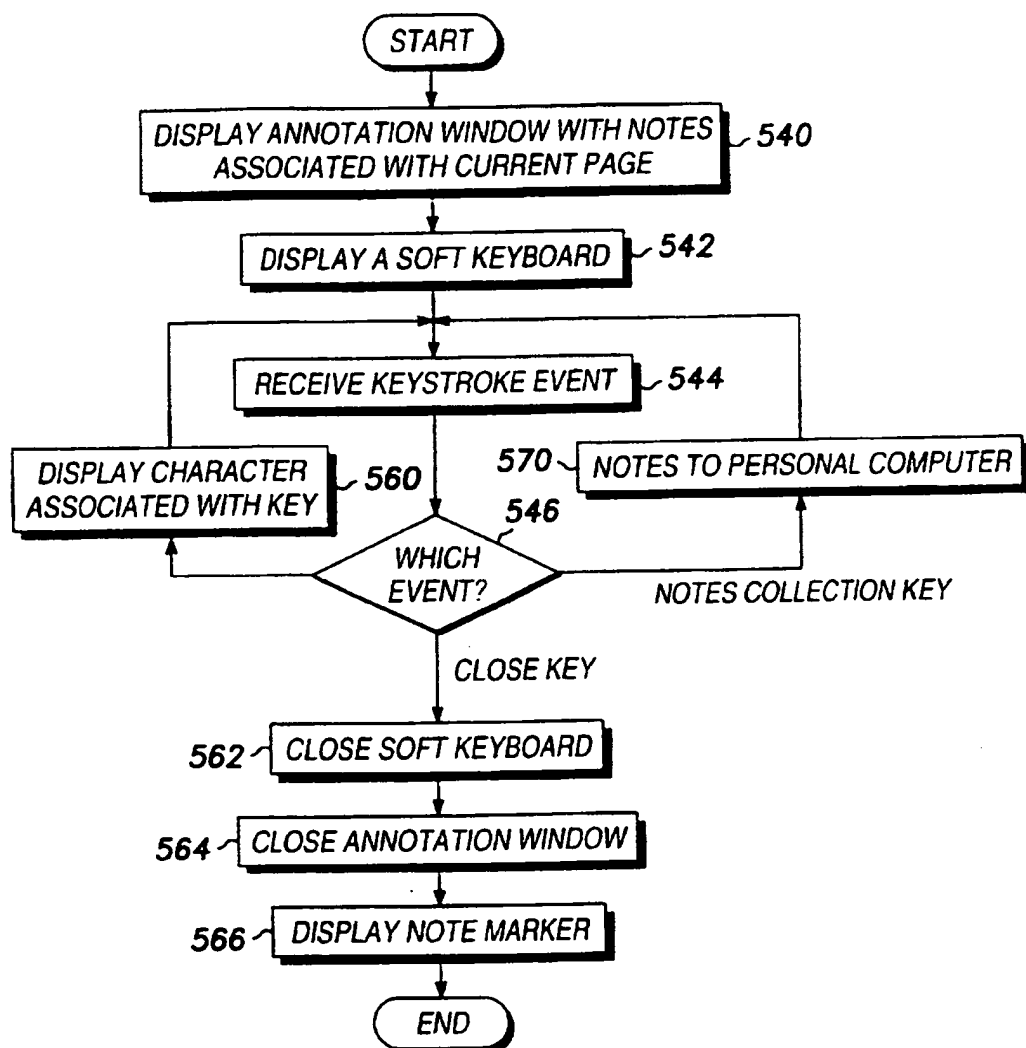 START
DISPLAY ANNOTATION WINDOW WITH NOTES
ASSOCIATED WITH CURRENT PAGE
540
DISPLAY A SOFT KEYBOARD
542
RECEIVE KEYSTROKE EVENT
544
DISPLAY CHARACTER
ASSOCIATED WITH KEY
560
570
NOTES TO PERSONAL COMPUTER
546
WHICH
EVENT?
NOTES COLLECTION KEY
CLOSE KEY
562
CLOSE SOFT KEYBOARD
564
CLOSE ANNOTATION WINDOW
566
DISPLAY NOTE MARKER
END